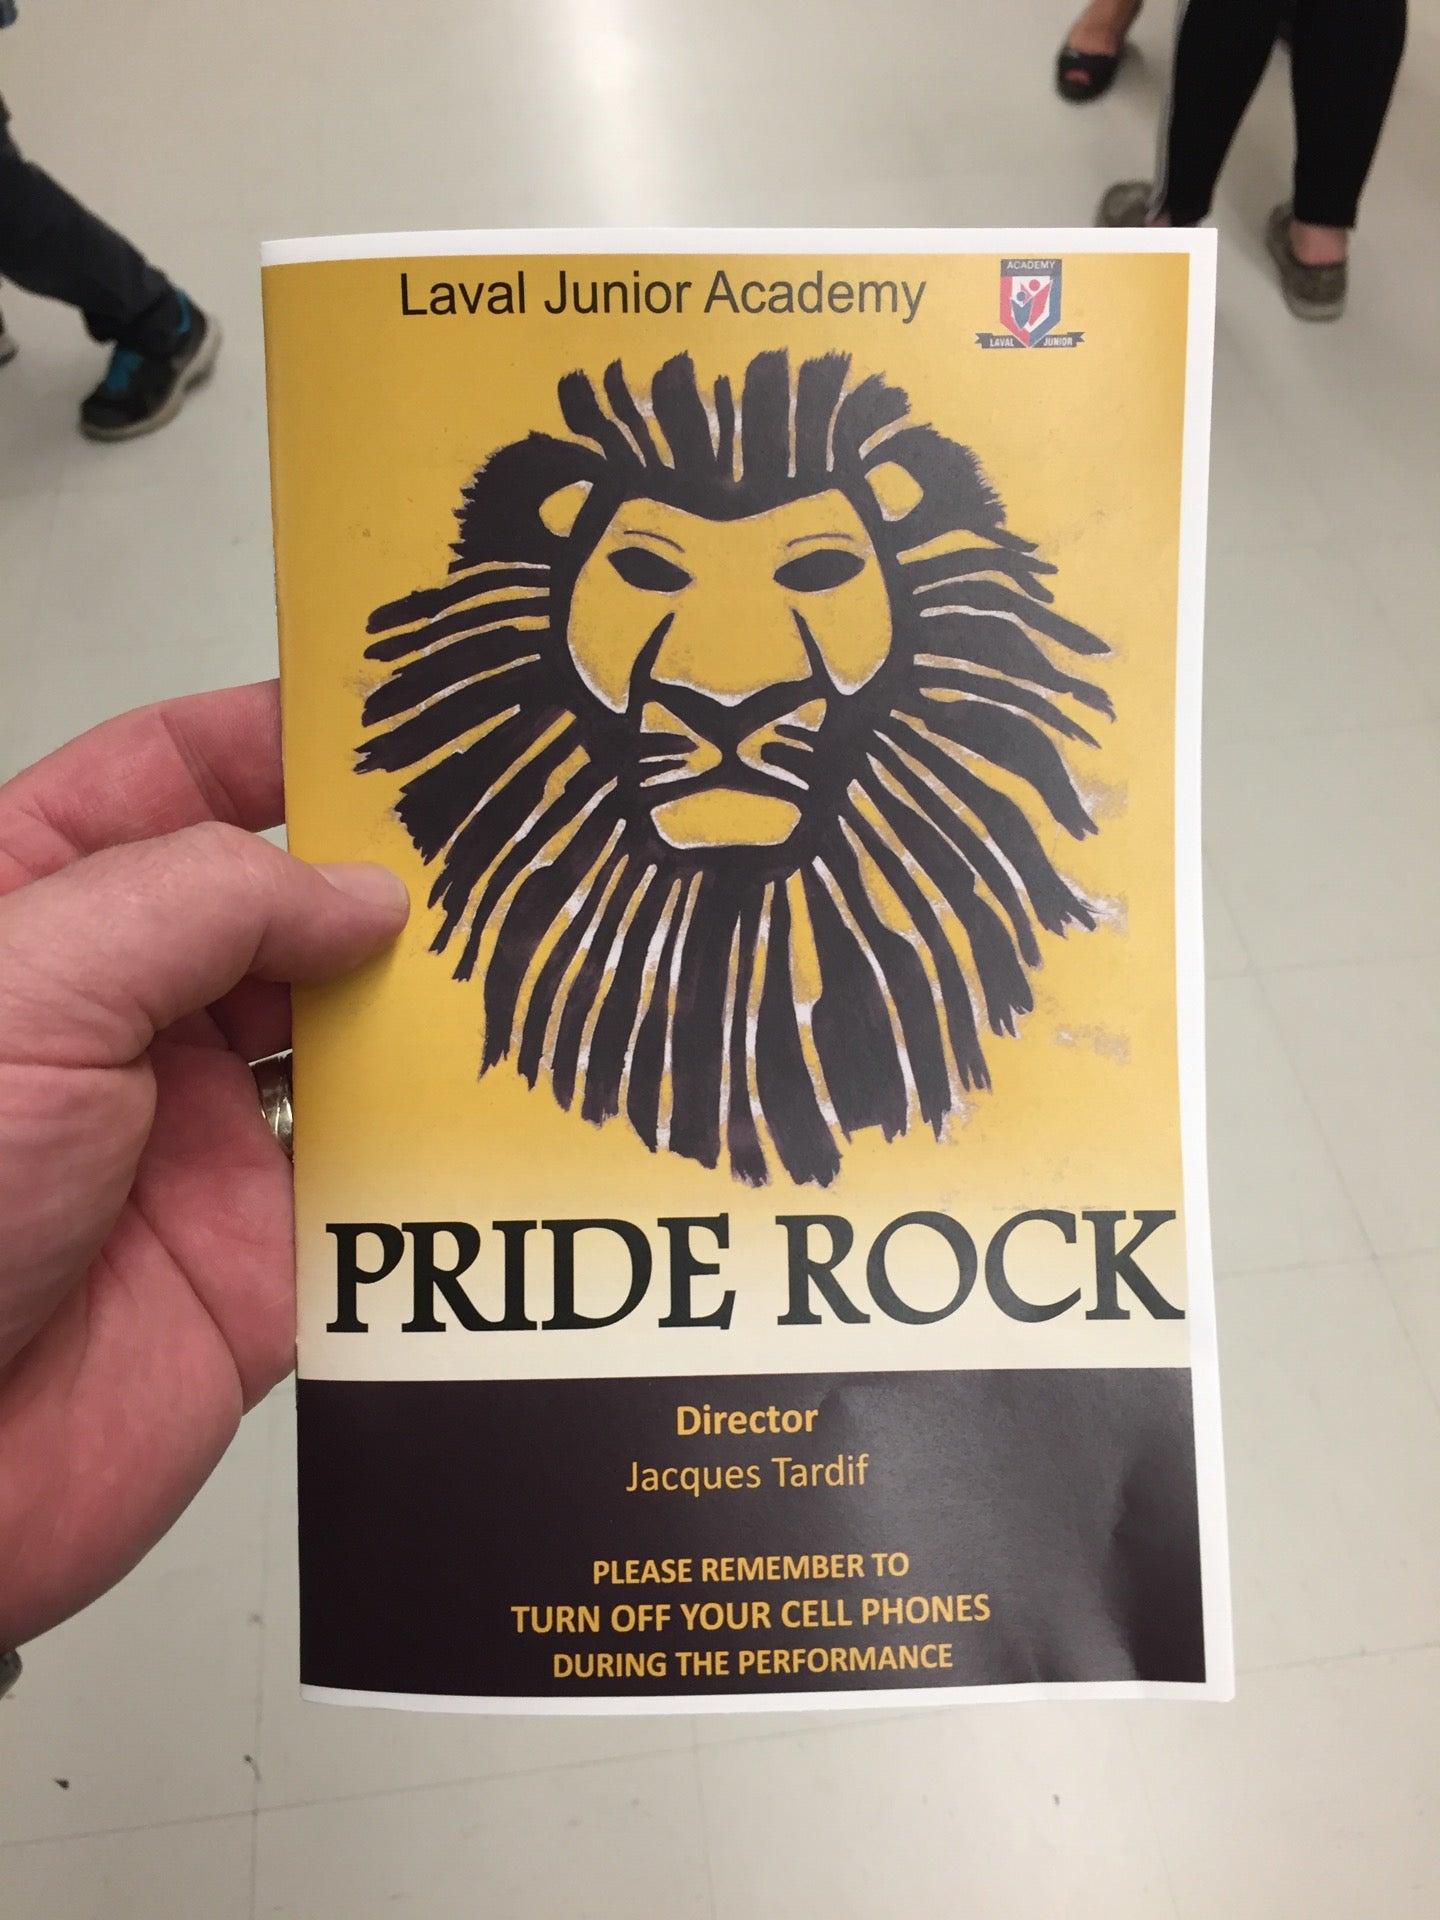 Laval Junior Academy
ACADEMY
LAVAL JUNIOR
PRIDE ROCK
Director
Jacques Tardif
PLEASE REMEMBER TO
TURN OFF YOUR CELL PHONES
DURING THE PERFORMANCE